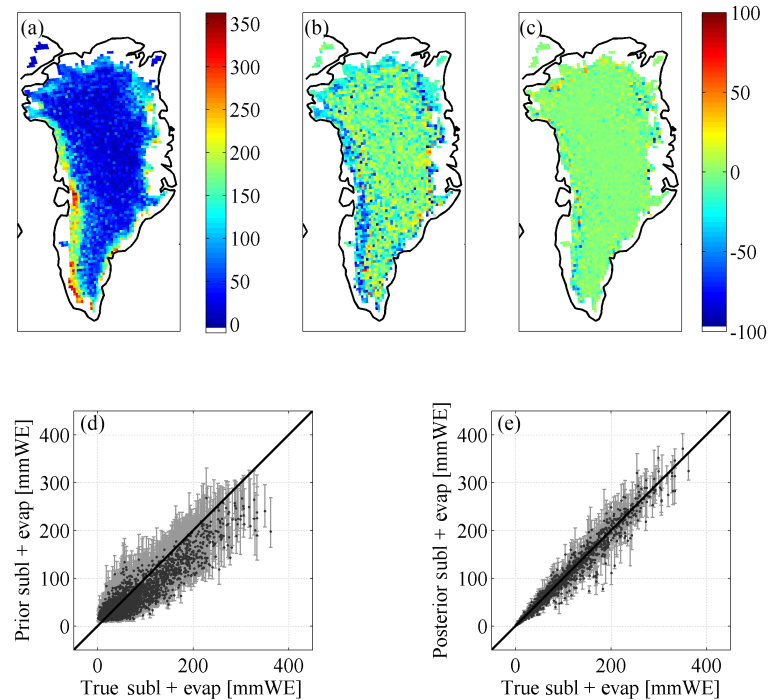 (a)
350
300
250
200
150
100
50
0
(b)
(c)
100
50
0
-50
-100
(d)
400
300
200
100
0
Prior subl + evap [mmWE]
0 200 400
True subl + evap [mmWE]
(e)
400
300
200
100
0
Posterior subl + evap [mmWE]
0 200 400
True subl + evap [mmWE]